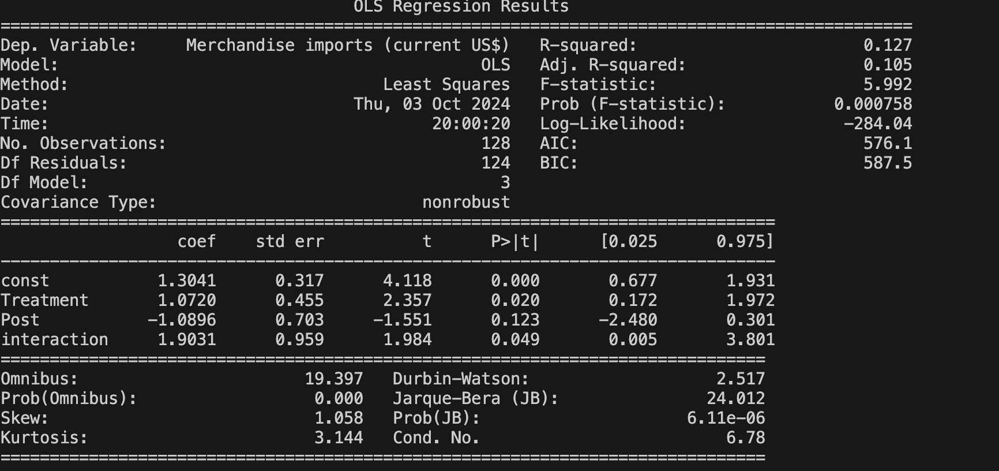 OLS Regression Results
==============================================================================================
Dep. Variable:     Merchandise imports (current US$)   R-squared:                       0.127
Model:                                           OLS   Adj. R-squared:                  0.105
Method:                                Least Squares   F-statistic:                     5.992
Date:                               Thu, 03 Oct 2024   Prob (F-statistic):           0.000758
Time:                                       20:00:20   Log-Likelihood:                -284.04
No. Observations:                                128   AIC:                             576.1
Df Residuals:                                    124   BIC:                             587.5
Df Model:                                          3
Covariance Type:                           nonrobust
===============================================================================
                  coef    std err          t      P>|t|      [0.025      0.975]
-------------------------------------------------------------------------------
const           1.3041      0.317      4.118      0.000       0.677       1.931
Treatment       1.0720      0.455      2.357      0.020       0.172       1.972
Post           -1.0896      0.703     -1.551      0.123      -2.480       0.301
interaction     1.9031      0.959      1.984      0.049       0.005       3.801
==============================================================================
Omnibus:                       19.397   Durbin-Watson:                   2.517
Prob(Omnibus):                  0.000   Jarque-Bera (JB):               24.012
Skew:                           1.058   Prob(JB):                     6.11e-06
Kurtosis:                       3.144   Cond. No.                         6.78
==============================================================================